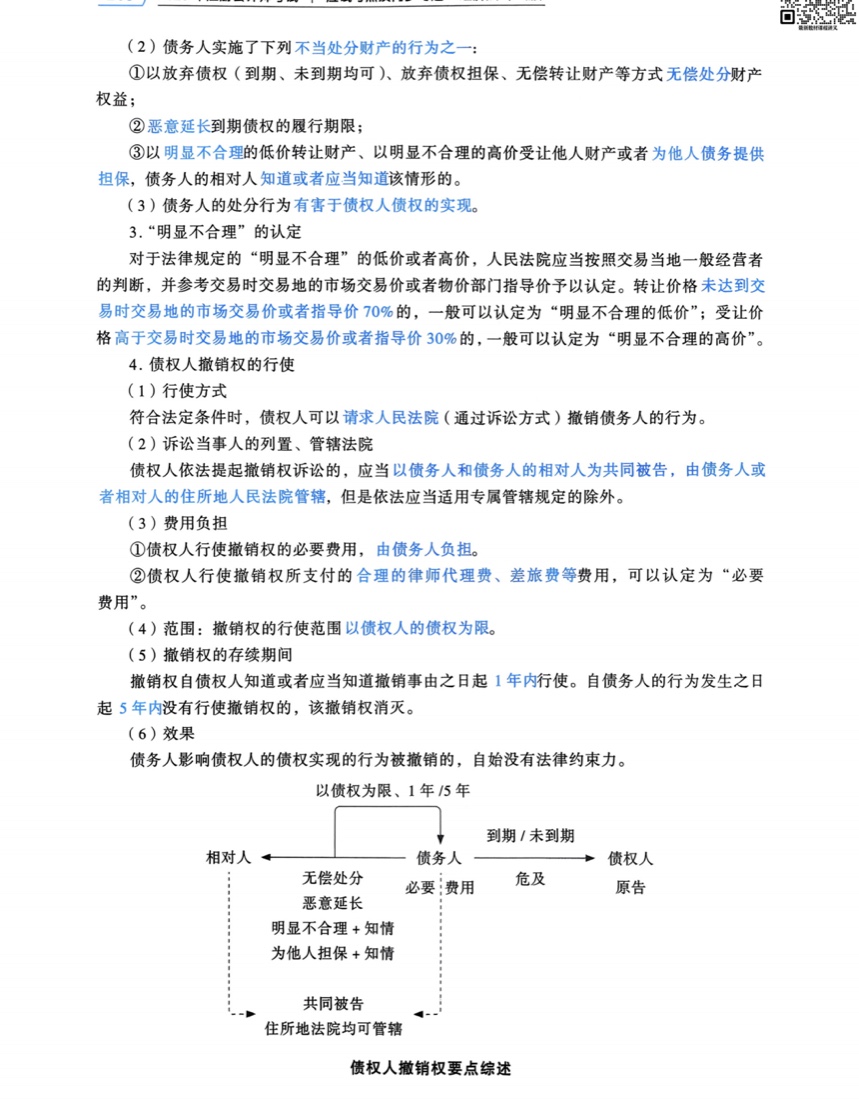 （2）债务人实施了下列不当处分财产的行为之一：
①以放弃债权（到期、未到期均可）、放弃债权担保、无偿转让财产等方式无偿处分财产
权益；
②恶意延长到期债权的履行期限；
③以明显不合理的低价转让财产、以明显不合理的高价受让他人财产或者为他人债务提供
担保，债务人的相对人知道或者应当知道该情形的。
（3）债务人的处分行为有害于债权人债权的实现。
3.“明显不合理”的认定
对于法律规定的“明显不合理”的低价或者高价，人民法院应当按照交易当地一般经营者
的判断，并参考交易时交易地的市场交易价或者物价部门指导价予以认定。转让价格未达到交
易时交易地的市场交易价或者指导价70%的，一般可以认定为“明显不合理的低价”；受让价
格高于交易时交易地的市场交易价或者指导价30%的，一般可以认定为“明显不合理的高价”。
4. 债权人撤销权的行使
（1）行使方式
符合法定条件时，债权人可以请求人民法院（通过诉讼方式）撤销债务人的行为。
（2）诉讼当事人的列置、管辖法院
债权人依法提起撤销权诉讼的，应当以债务人和债务人的相对人为共同被告，由债务人或
者相对人的住所地人民法院管辖，但是依法应当适用专属管辖规定的除外。
（3）费用负担
①债权人行使撤销权的必要费用，由债务人负担。
②债权人行使撤销权所支付的合理的律师代理费、差旅费等费用，可以认定为“必要
费用”。
（4）范围：撤销权的行使范围以债权人的债权为限。
（5）撤销权的存续期间
撤销权自债权人知道或者应当知道撤销事由之日起1年内行使。自债务人的行为发生之日
起5年内没有行使撤销权的，该撤销权消灭。
（6）效果
债务人影响债权人的债权实现的行为被撤销的，自始没有法律约束力。
以债权为限、1年/5年
到期/未到期
相对人 债务人 债权人
无偿处分 必要 费用 危及 原告
恶意延长
明显不合理+知情
为他人担保+知情
共同被告
住所地法院均可管辖
债权人撤销权要点综述